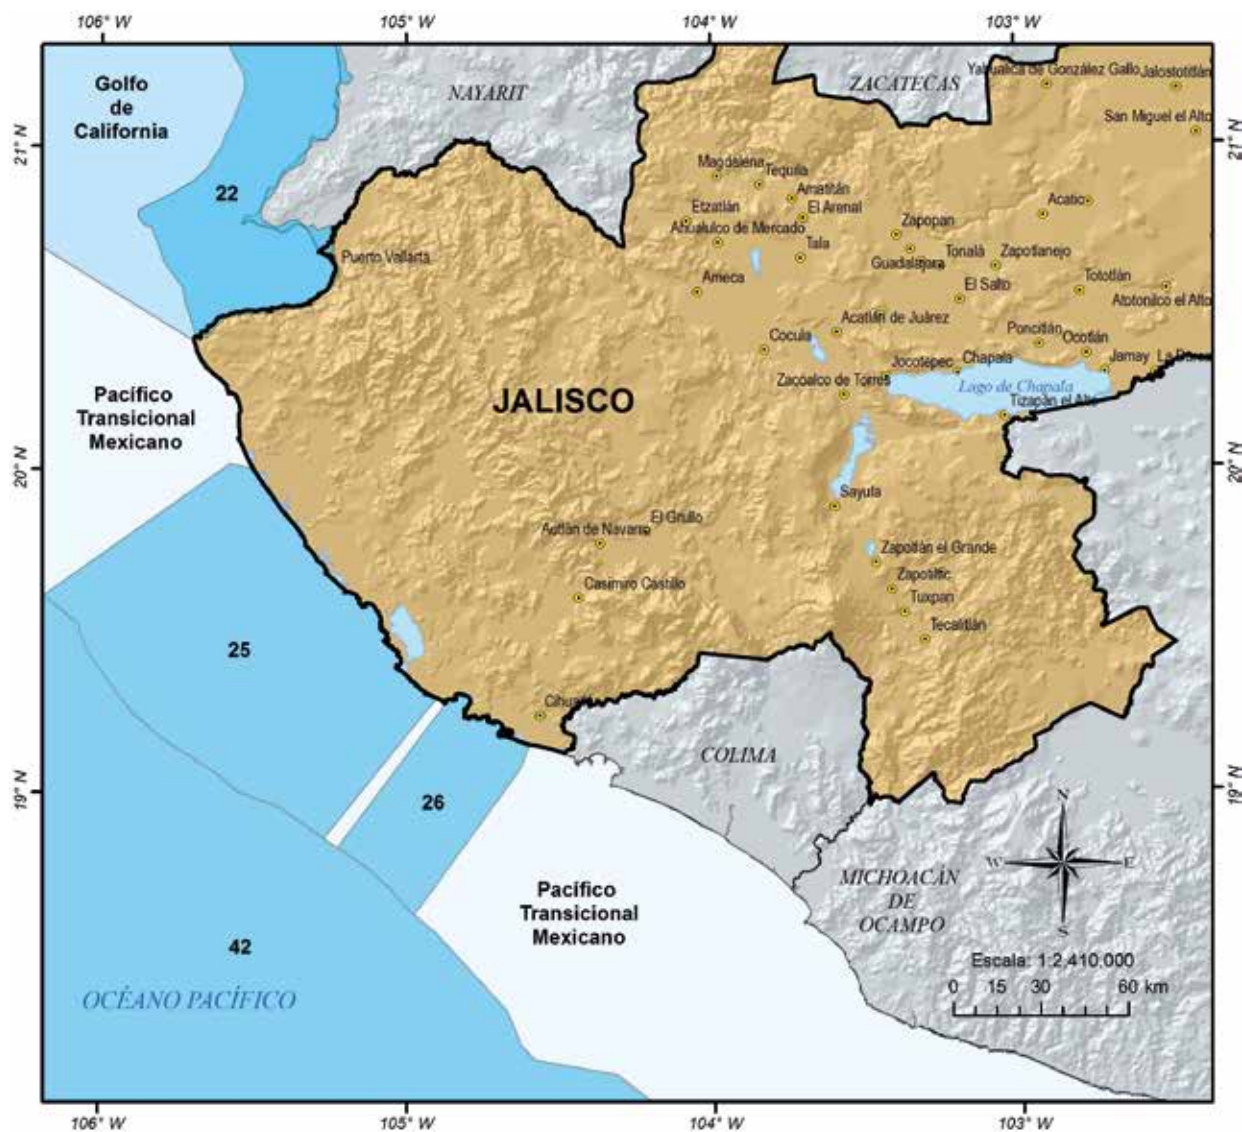 106° W
105° W
104° W
103° W
Golfo
de
California
NAYARIT
ZACATECAS
Yahualica de González Gallo
Jalostotitlán
San Miguel el Alto
21° N
21° N
22
Magdalena
Tequila
Amatitán
Etzatlán
El Arenal
Ahualulco de Mercado
Acatic
Zapopan
Puerto Vallarta
Tala
Guadalajara
Tonalá
Zapotlanejo
Ameca
El Salto
Tototlán
Atotonilco el Alto
Acatlán de Juárez
Poncitlán
Cocula
Ocotlán
Jocotepec
Chapala
Jamay
La Barca
Pacífico
Transicional
Mexicano
JALISCO
Zacoalco de Torres
Lago de Chapala
Tizapán el Alto
20° N
20° N
Sayula
El Grullo
Autlán de Navarro
Zapotlán el Grande
Casimiro Castillo
Zapotiltic
Tuxpan
Tecalitlán
25
Cihuatlán
COLIMA
19° N
19° N
26
N
W
E
S
Pacífico
Transicional
Mexicano
MICHOACÁN
DE
OCAMPO
42
OCÉANO PACÍFICO
Escala: 1:2.410.000
0 15 30 60 km
106° W
105° W
104° W
103° W